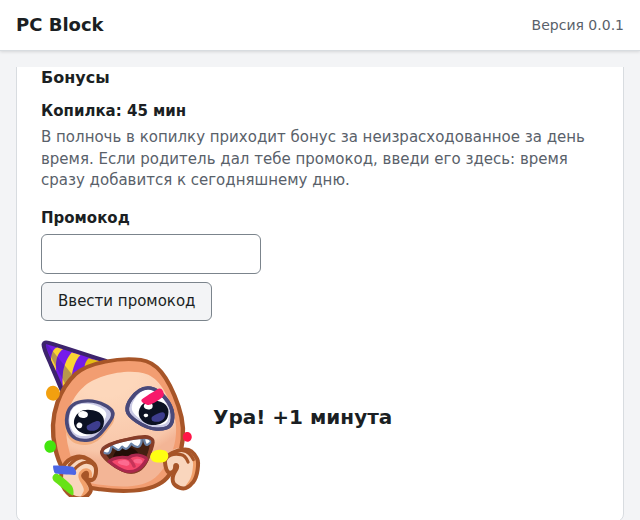 PC Block
Версия 0.0.1
Бонусы
Копилка: 45 мин
В полночь в копилку приходит бонус за неизрасходованное за день
время. Если родитель дал тебе промокод, введи его здесь: время
сразу добавится к сегодняшнему дню.
Промокод
Ввести промокод
Ура! +1 минута